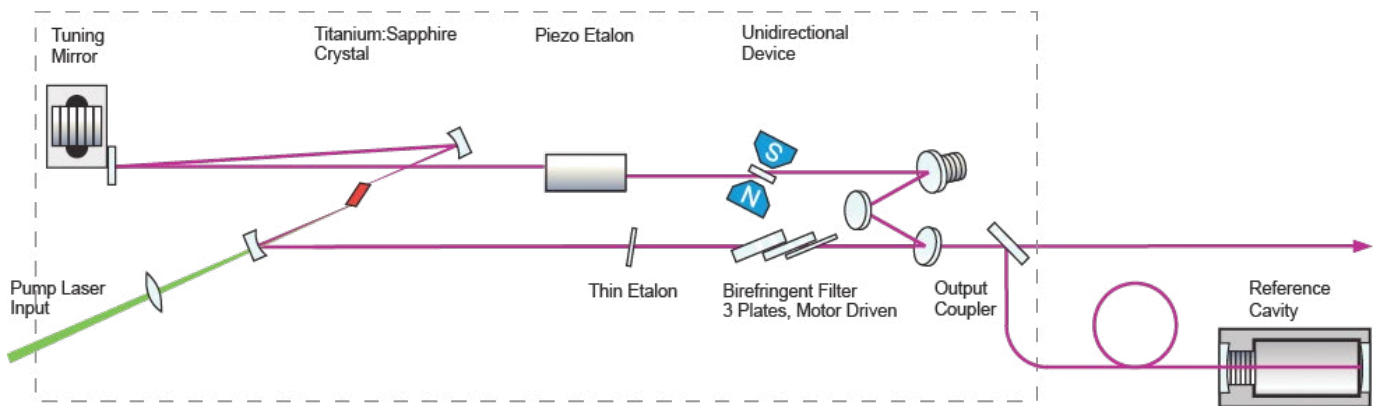 Tuning
Mirror
Titanium:Sapphire
Crystal
Piezo Etalon
Unidirectional
Device
S
N
Pump Laser
Input
Thin Etalon
Birefringent Filter
3 Plates, Motor Driven
Output
Coupler
Reference
Cavity